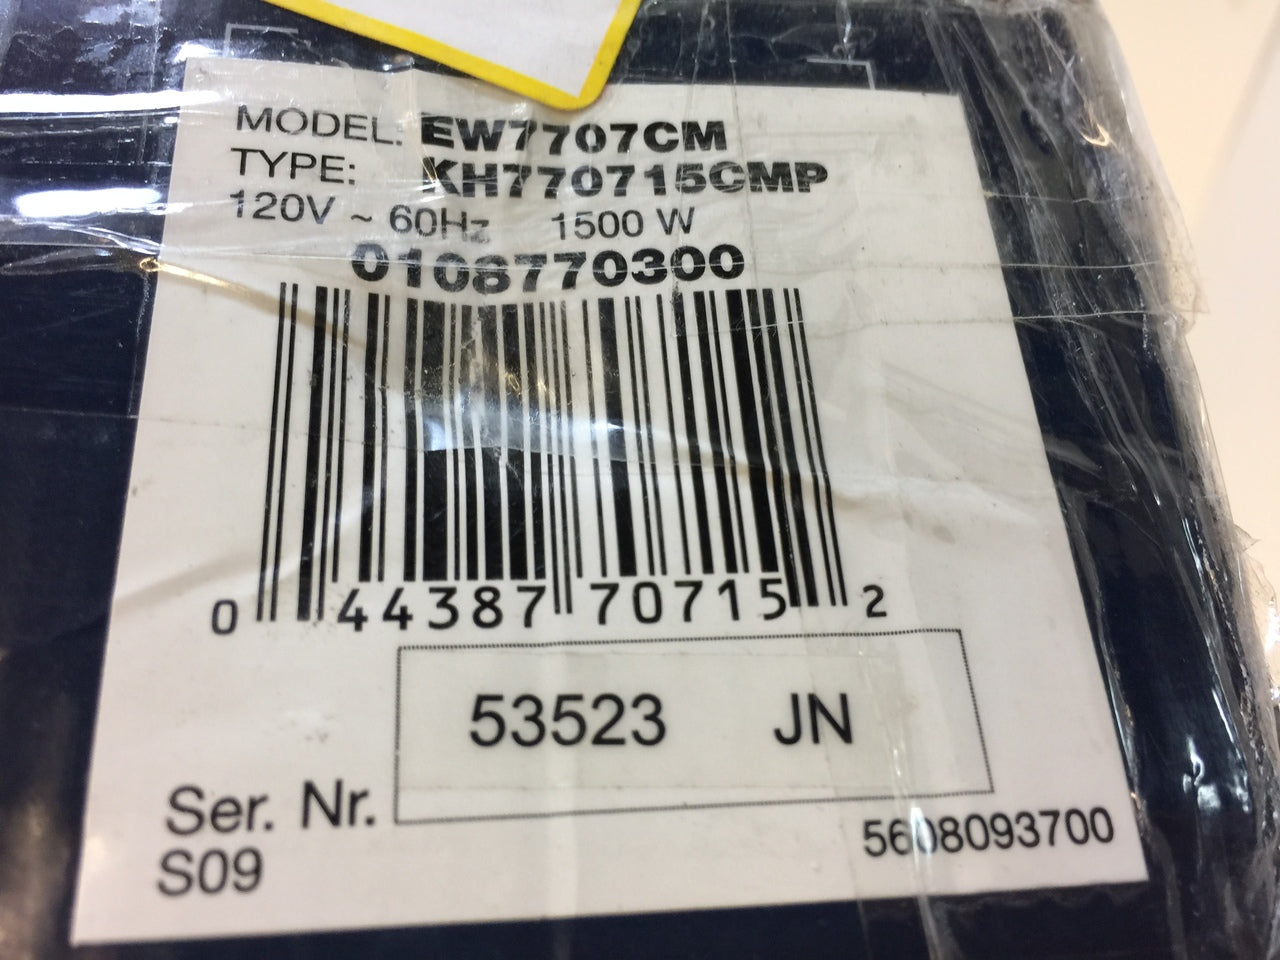 MODEL: EW7707CM
TYPE: KH770715CMP
120V ~ 60Hz 1500 W
0108770300
0 44387 70715 2
53523 JN
Ser. Nr.
S09
5608093700